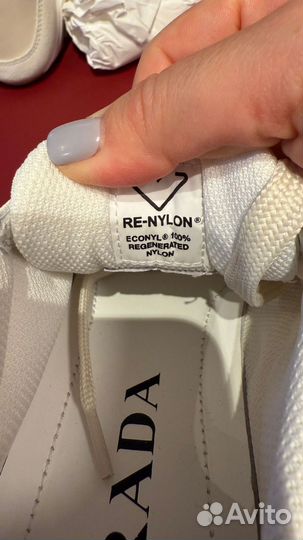 RE-NYLON®
ECONYL® 100%
REGENERATED
NYLON
RADA
Avito